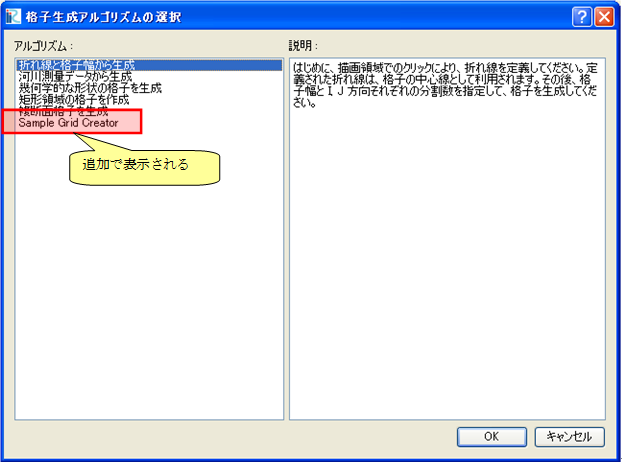 格子生成アルゴリズムの選択
アルゴリズム:
折れ線と格子幅から生成
河川測量データから生成
幾何学的な形状の格子を生成
矩形領域の格子を作成
複断面格子を生成
Sample Grid Creator
追加で表示される
説明:
はじめに、描画領域でのクリックにより、折れ線を定義してください。定
義された折れ線は、格子の中心線として利用されます。その後、格
子幅とＩＪ方向それぞれの分割数を指定して、格子を生成してくだ
さい。
OK
キャンセル